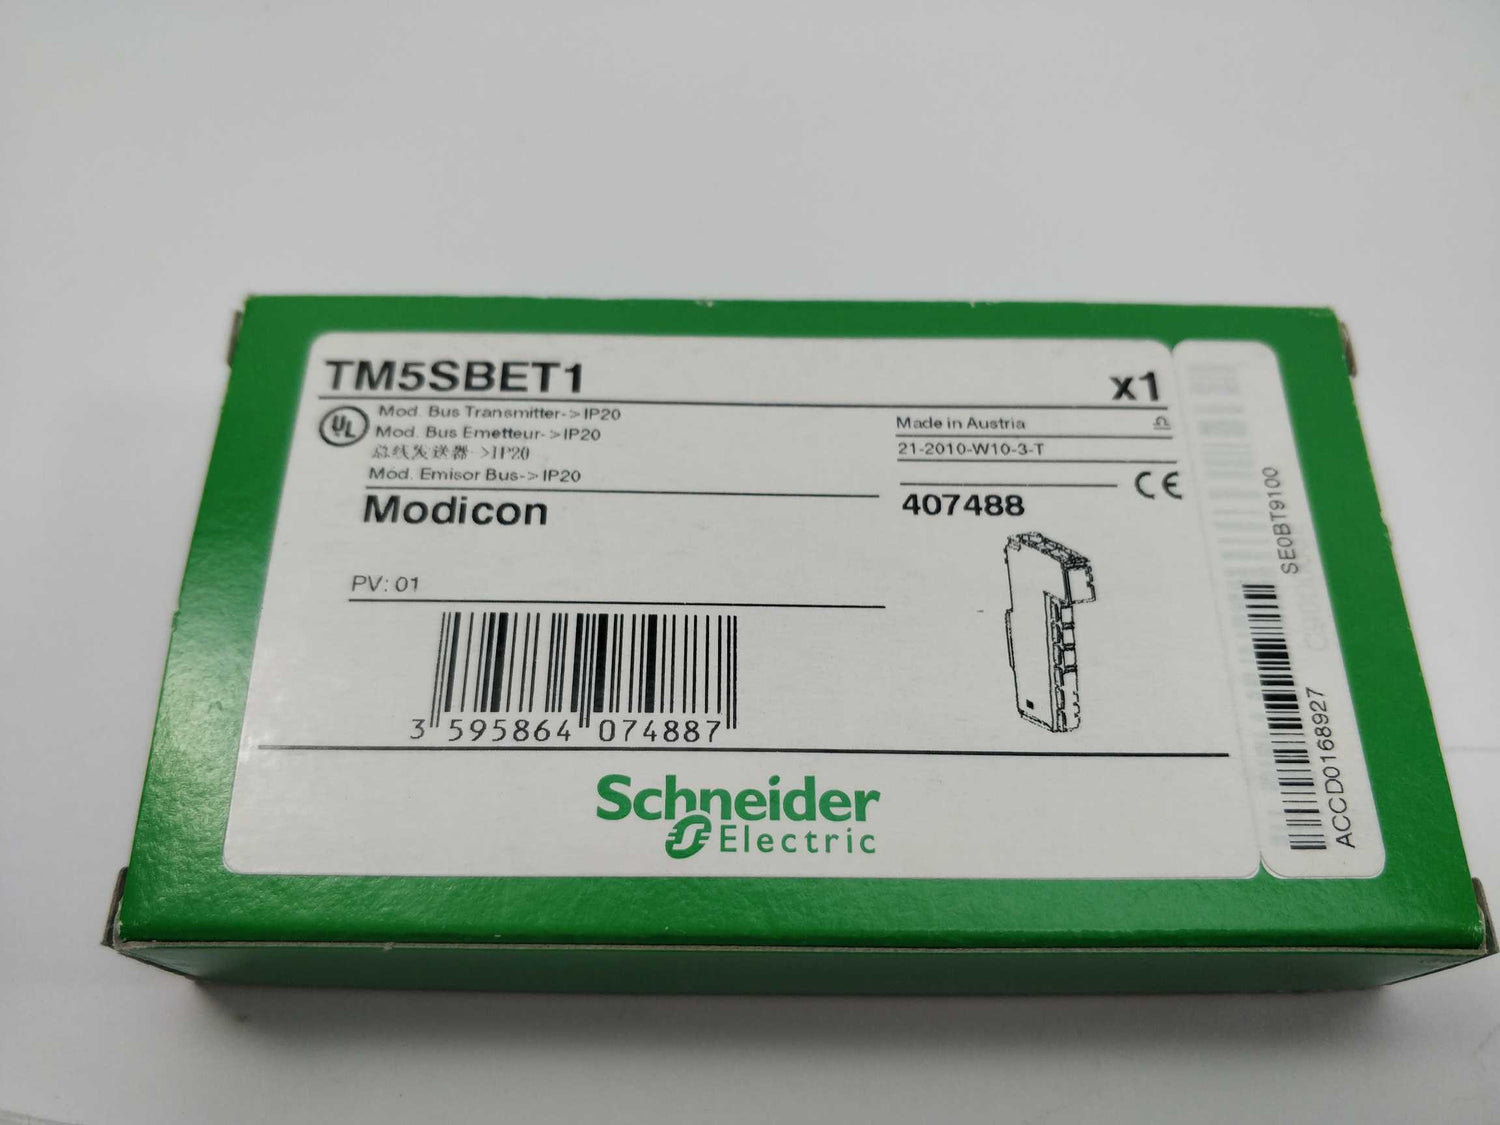 TM5SBET1
x1
UL
Mod. Bus Transmitter->IP20
Mod. Bus Emetteur->IP20
总线发送器->IP20
Mod. Emisor Bus->IP20
Modicon
Made in Austria
21-2010-W10-3-T
CE
407488
PV: 01
3 595864 074887
Schneider
Electric
SE0BT9100
ACCD0168927